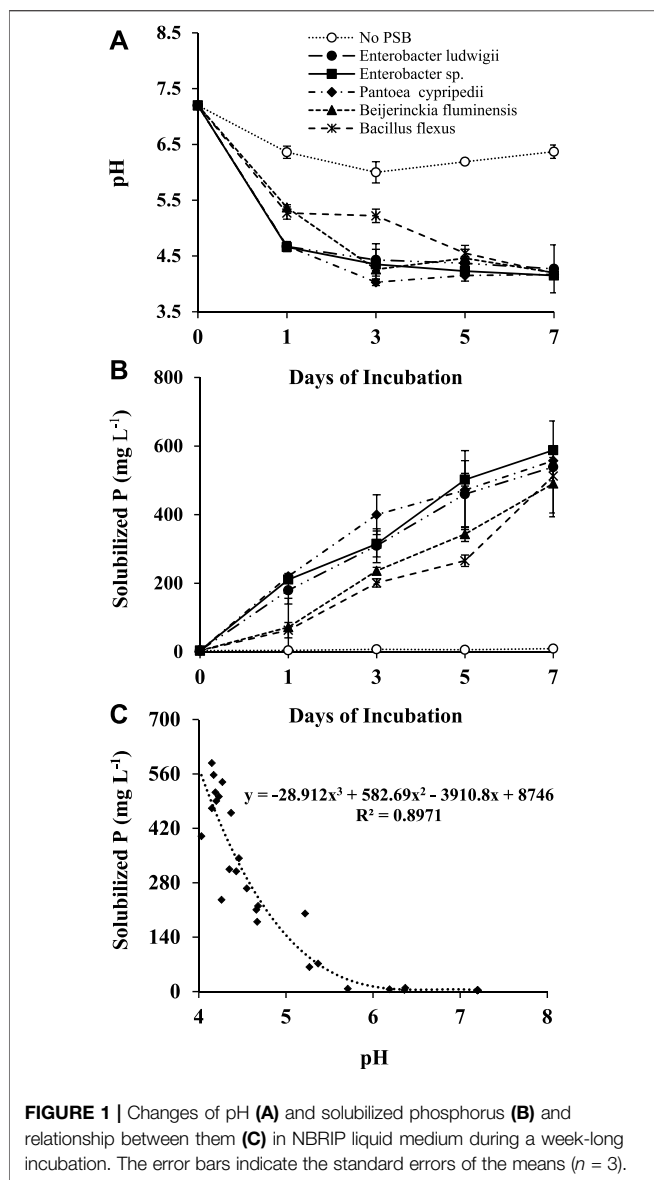 A
No PSB
Enterobacter ludwigii
Enterobacter sp.
Pantoea cypripedii
Beijerinckia fluminensis
Bacillus flexus
8.5
7.5
6.5
5.5
4.5
3.5
pH
0 1 3 5 7
Days of Incubation
B
800
600
400
200
0
Solubilized P (mg L⁻¹)
0 1 3 5 7
Days of Incubation
C
700
560
420
280
140
0
Solubilized P (mg L⁻¹)
y = -28.912x³ + 582.69x² - 3910.8x + 8746
R² = 0.8971
4 5 6 7 8
pH
FIGURE 1 | Changes of pH (A) and solubilized phosphorus (B) and
relationship between them (C) in NBRIP liquid medium during a week-long
incubation. The error bars indicate the standard errors of the means (n = 3).